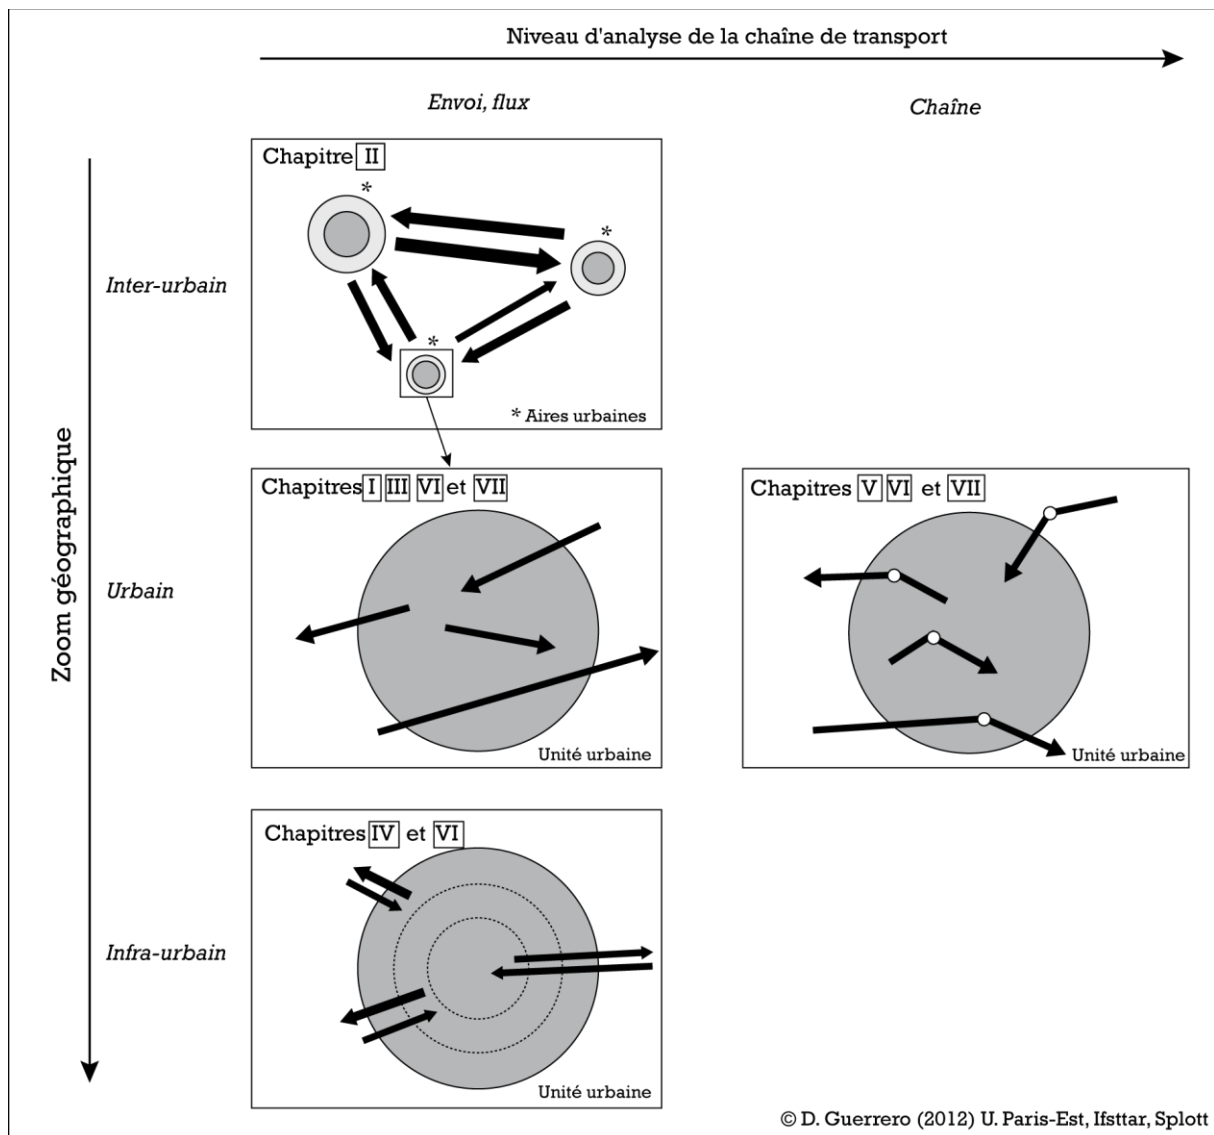 Niveau d'analyse de la chaîne de transport
Envoi, flux
Chaîne
Zoom géographique
Inter-urbain
Chapitre II
*
*
*
* Aires urbaines
Urbain
Chapitres I III VI et VII
Unité urbaine
Chapitres V VI et VII
Unité urbaine
Infra-urbain
Chapitres IV et VI
Unité urbaine
© D. Guerrero (2012) U. Paris-Est, Ifsttar, Splott